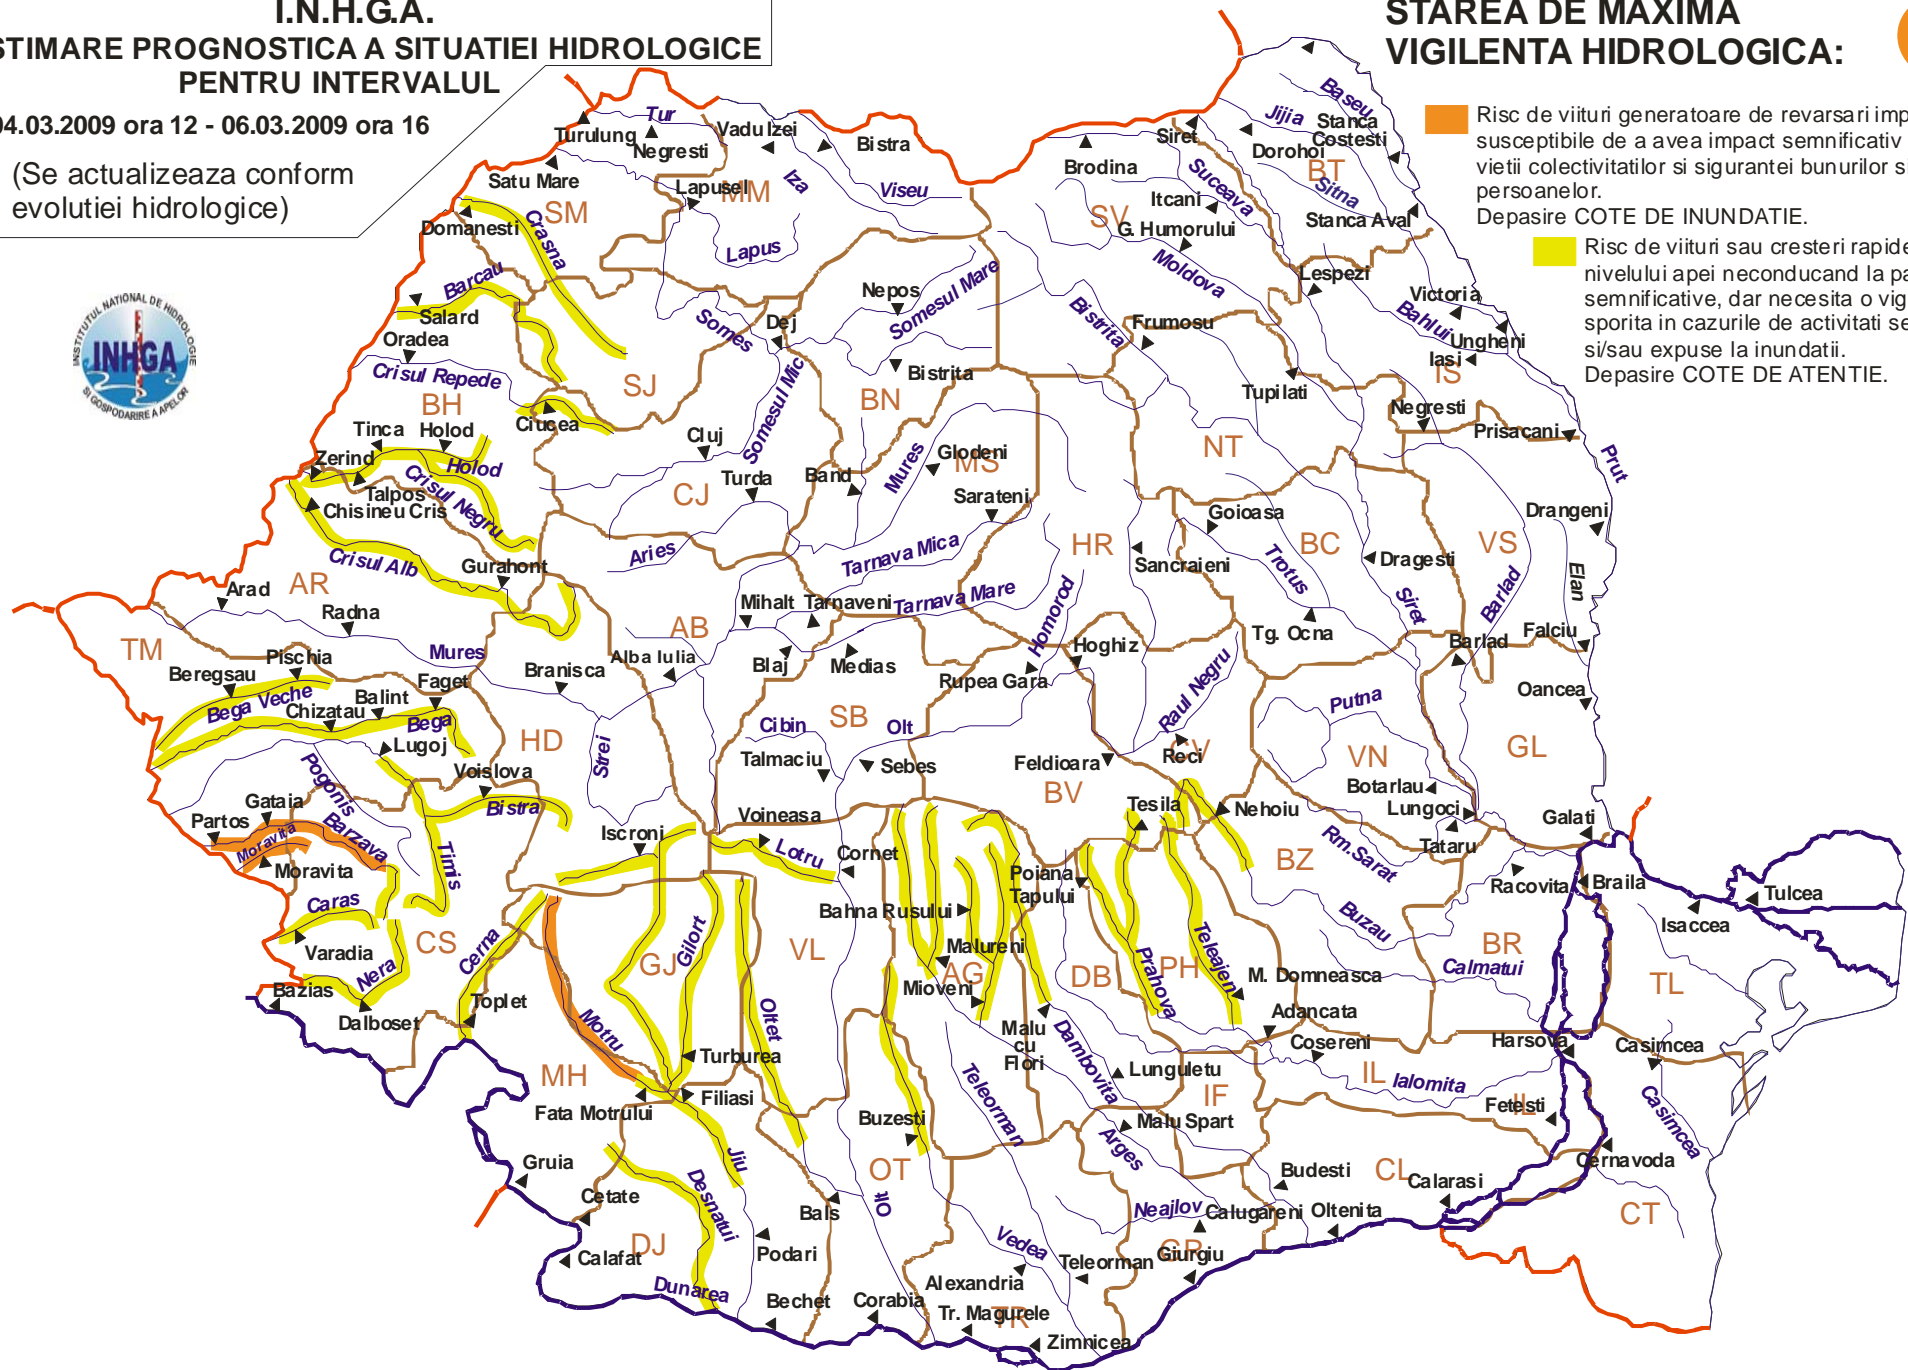 I.N.H.G.A.
STIMARE PROGNOSTICA A SITUATIEI HIDROLOGICE
PENTRU INTERVALUL
04.03.2009 ora 12 - 06.03.2009 ora 16
(Se actualizeaza conform
evolutiei hidrologice)
STAREA DE MAXIMA
VIGILENTA HIDROLOGICA:
Risc de viituri generatoare de revarsari imp
susceptibile de a avea impact semnificativ
vietii colectivitatilor si sigurantei bunurilor s
persoanelor.
Depasire COTE DE INUNDATIE.
Risc de viituri sau cresteri rapide
nivelului apei neconducand la pa
semnificative, dar necesita o vig
sporita in cazurile de activitati se
si/sau expuse la inundatii.
Depasire COTE DE ATENTIE.
INSTITUTUL NATIONAL DE HIDROLOGIE
INHGA
SI GOSPODARIRE A APELOR
Tur
Turulung
Negresti
Vadu Izei
Bistra
Iza
Viseu
Satu Mare
Lapusel
MM
SM
Domanesti
Crasna
Lapus
Barcau
Salard
Oradea
Crisul Repede
BH
SJ
Somes
Dej
Nepos
Somesul Mare
Bistrita
BN
Somesul Mic
Ciucea
Cluj
Turda
CJ
Band
Mures
Glodeni
MS
Sarateni
Tinca
Holod
Zerind
Holod
Talpos
Crisul Negru
Chisineu Cris
Crisul Alb
Gurahont
Aries
Tarnava Mica
AR
Arad
Radna
Mures
TM
Pischia
Beregsau
Bega Veche
Chizatau
Balint
Faget
Bega
Lugoj
Branisca
Alba Iulia
AB
Mihalt
Tarnaveni
Tarnava Mare
Blaj
Medias
Homorod
Hoghiz
Rupea Gara
HD
Strei
Cibin
SB
Olt
Talmaciu
Sebes
Voislova
Bistra
Pogonis
Gataia
Partos
Moravita
Barzava
Moravita
Timis
Caras
Varadia
CS
Nera
Bazias
Dalboset
Cerna
Toplet
Iscroni
Voineasa
Lotru
Cornet
Bahna Rusului
Malureni
AG
Mioveni
VL
GJ
Gilort
Motru
Oltet
Turburea
MH
Fata Motrului
Filiasi
Jiu
Gruia
Cetate
Calafat
DJ
Desnatui
Dunarea
Podari
Bechet
Bals
Olt
OT
Buzesti
Corabia
Teleorman
Vedea
Alexandria
Tr. Magurele
TR
Zimnicea
Teleorman
Giurgiu
GR
Calugareni
Neajlov
Arges
Malu Spart
Lunguletu
Dambovita
Malu
cu
Flori
IF
Budesti
Oltenita
CL
Calarasi
Poiana
Tapului
DB
Prahova
PH
Teleajen
Tesila
Nehoiu
M. Domneasca
Adancata
Cosereni
IL
Ialomita
Fetesti
IL
Cernavoda
Harsova
Casimcea
Casimcea
CT
TL
Tulcea
Isaccea
Braila
Racovita
BR
Calmatui
Buzau
BZ
Rm.Sarat
Tataru
Lungoci
Botarlau
VN
Putna
Galati
GL
Oancea
Falciu
Barlad
Barlad
Elan
Drangeni
VS
Prut
Prisacani
Negresti
Iasi
IS
Ungheni
Bahlui
Victoria
Lespezi
Stanca Aval
Sitna
BT
Dorohoi
Stanca
Costesti
Jijia
Baseu
Siret
Brodina
Suceava
SV
Itcani
G. Humorului
Moldova
Bistrita
Frumosu
Tupilati
NT
Goioasa
BC
Trotus
Dragesti
Siret
Tg. Ocna
HR
Sancraieni
Raul Negru
CV
Reci
Feldioara
BV